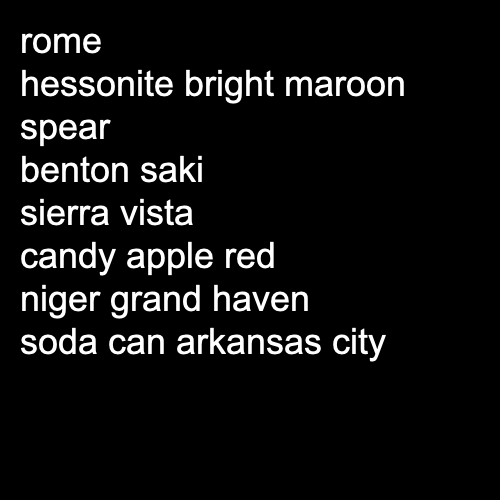 rome
hessonite bright maroon
spear
benton saki
sierra vista
candy apple red
niger grand haven
soda can arkansas city